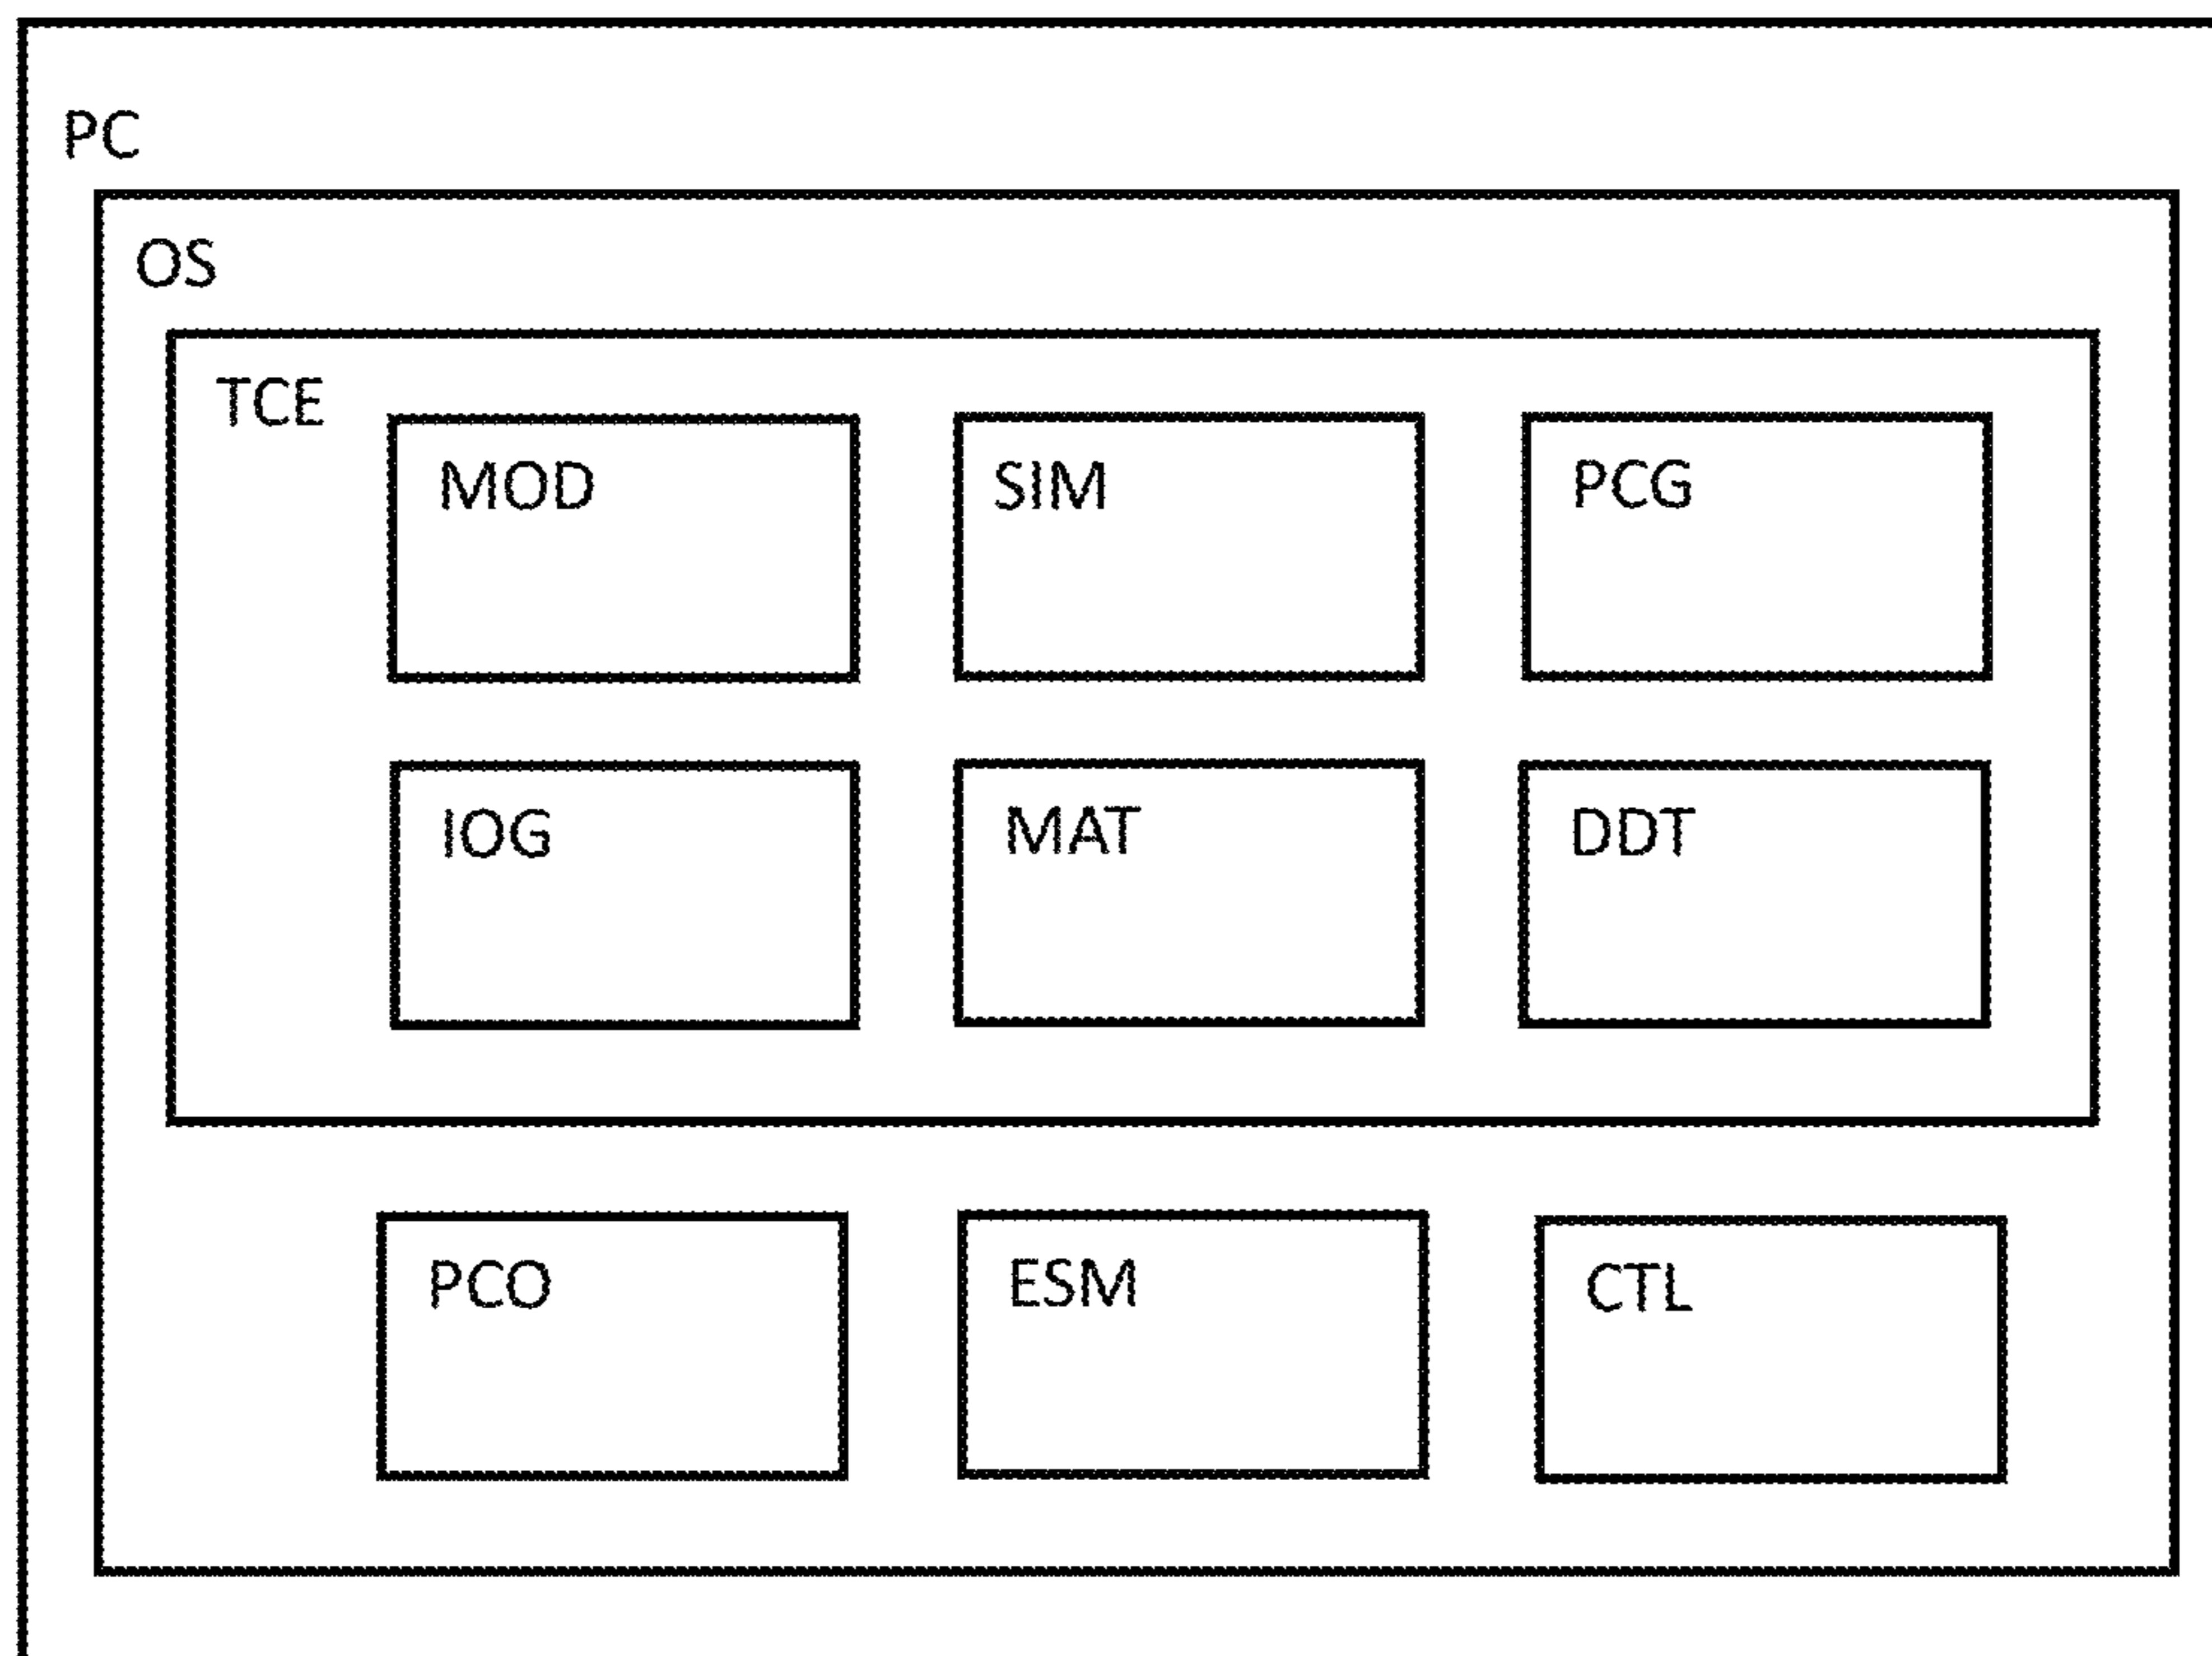 PC
OS
TCE
MOD
SIM
PCG
IOG
MAT
DDT
PCO
ESM
CTL